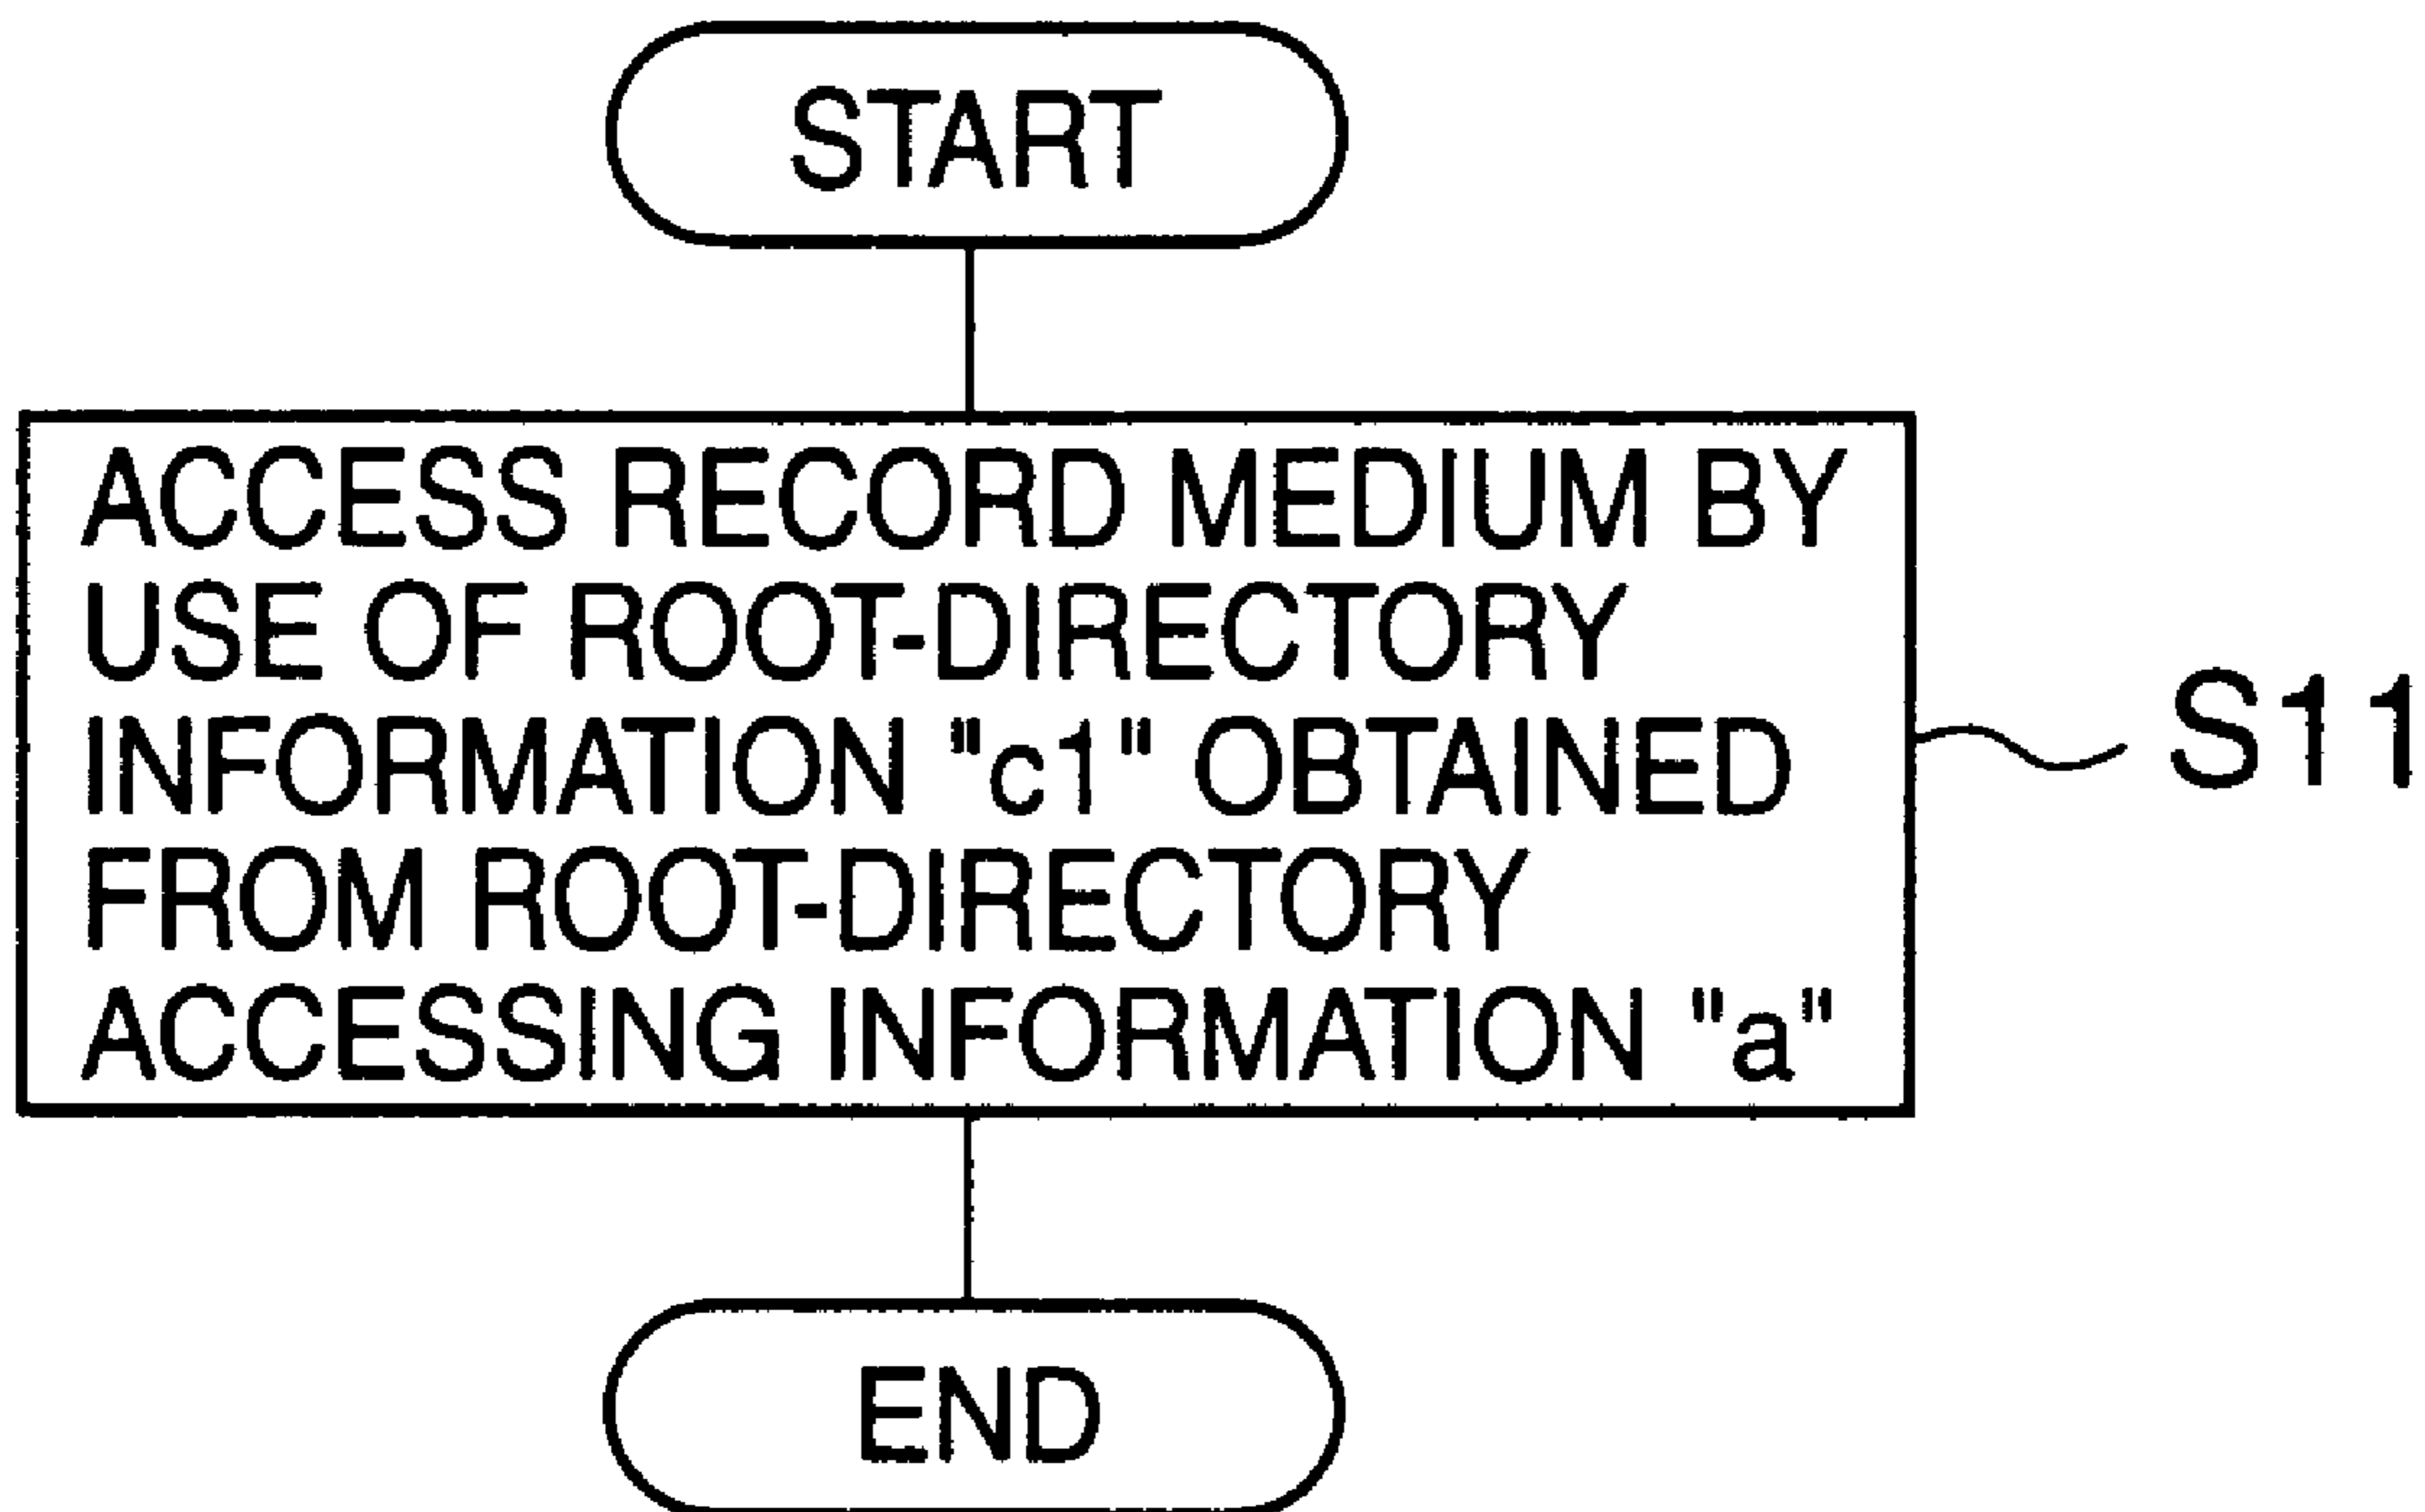 START
ACCESS RECORD MEDIUM BY
USE OF ROOT-DIRECTORY
INFORMATION "c1" OBTAINED
FROM ROOT-DIRECTORY
ACCESSING INFORMATION "a"
S11
END